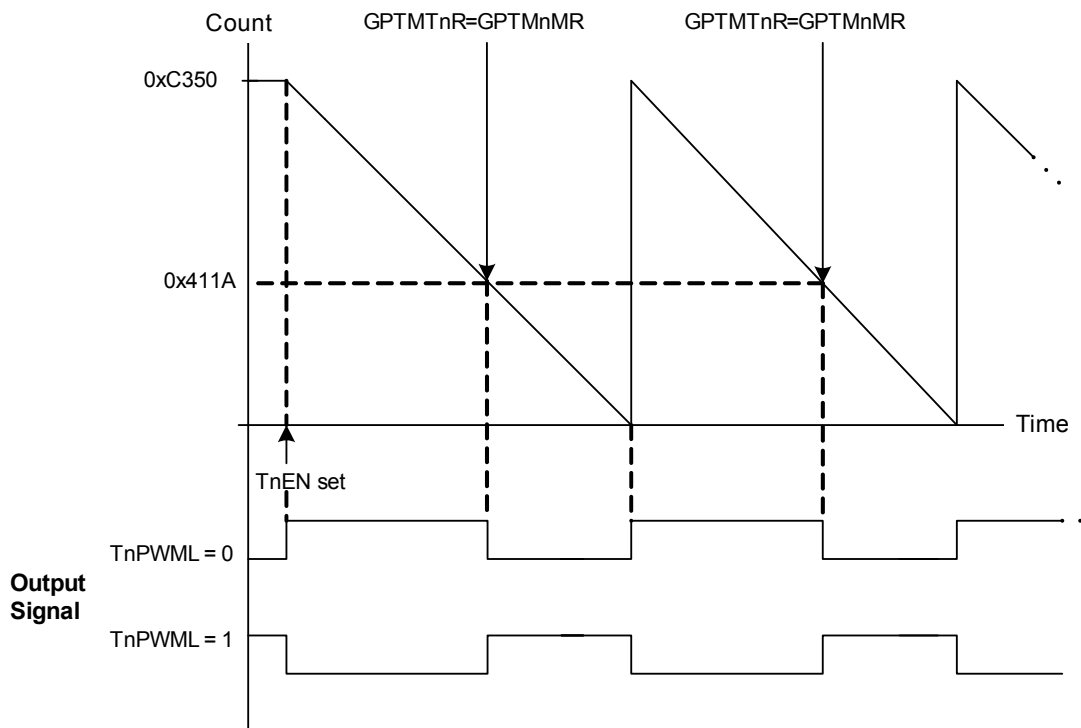 Count
GPTMTnR=GPTMnMR
GPTMTnR=GPTMnMR
0xC350
0x411A
Time
TnEN set
TnPWML = 0
Output
Signal
TnPWML = 1